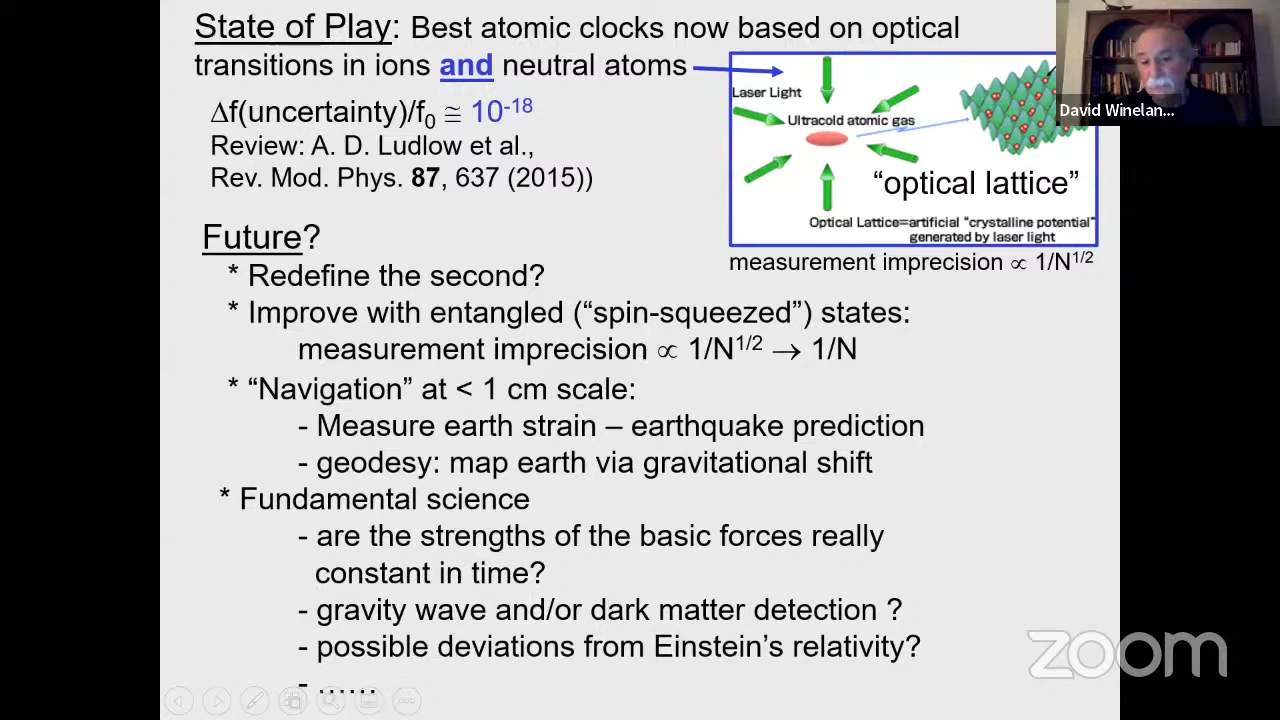 State of Play: Best atomic clocks now based on optical
transitions in ions and neutral atoms
Δf(uncertainty)/f₀ ≅ 10⁻¹⁸
Review: A. D. Ludlow et al.,
Rev. Mod. Phys. 87, 637 (2015))
Laser Light
Ultracold atomic gas
"optical lattice"
Optical Lattice=artificial "crystalline potential"
generated by laser light
measurement imprecision ∝ 1/N¹ᐟ²
David Winelan...
Future?
* Redefine the second?
* Improve with entangled ("spin-squeezed") states:
measurement imprecision ∝ 1/N¹ᐟ² → 1/N
* "Navigation" at < 1 cm scale:
- Measure earth strain – earthquake prediction
- geodesy: map earth via gravitational shift
* Fundamental science
- are the strengths of the basic forces really
constant in time?
- gravity wave and/or dark matter detection ?
- possible deviations from Einstein's relativity?
- ......
zoom